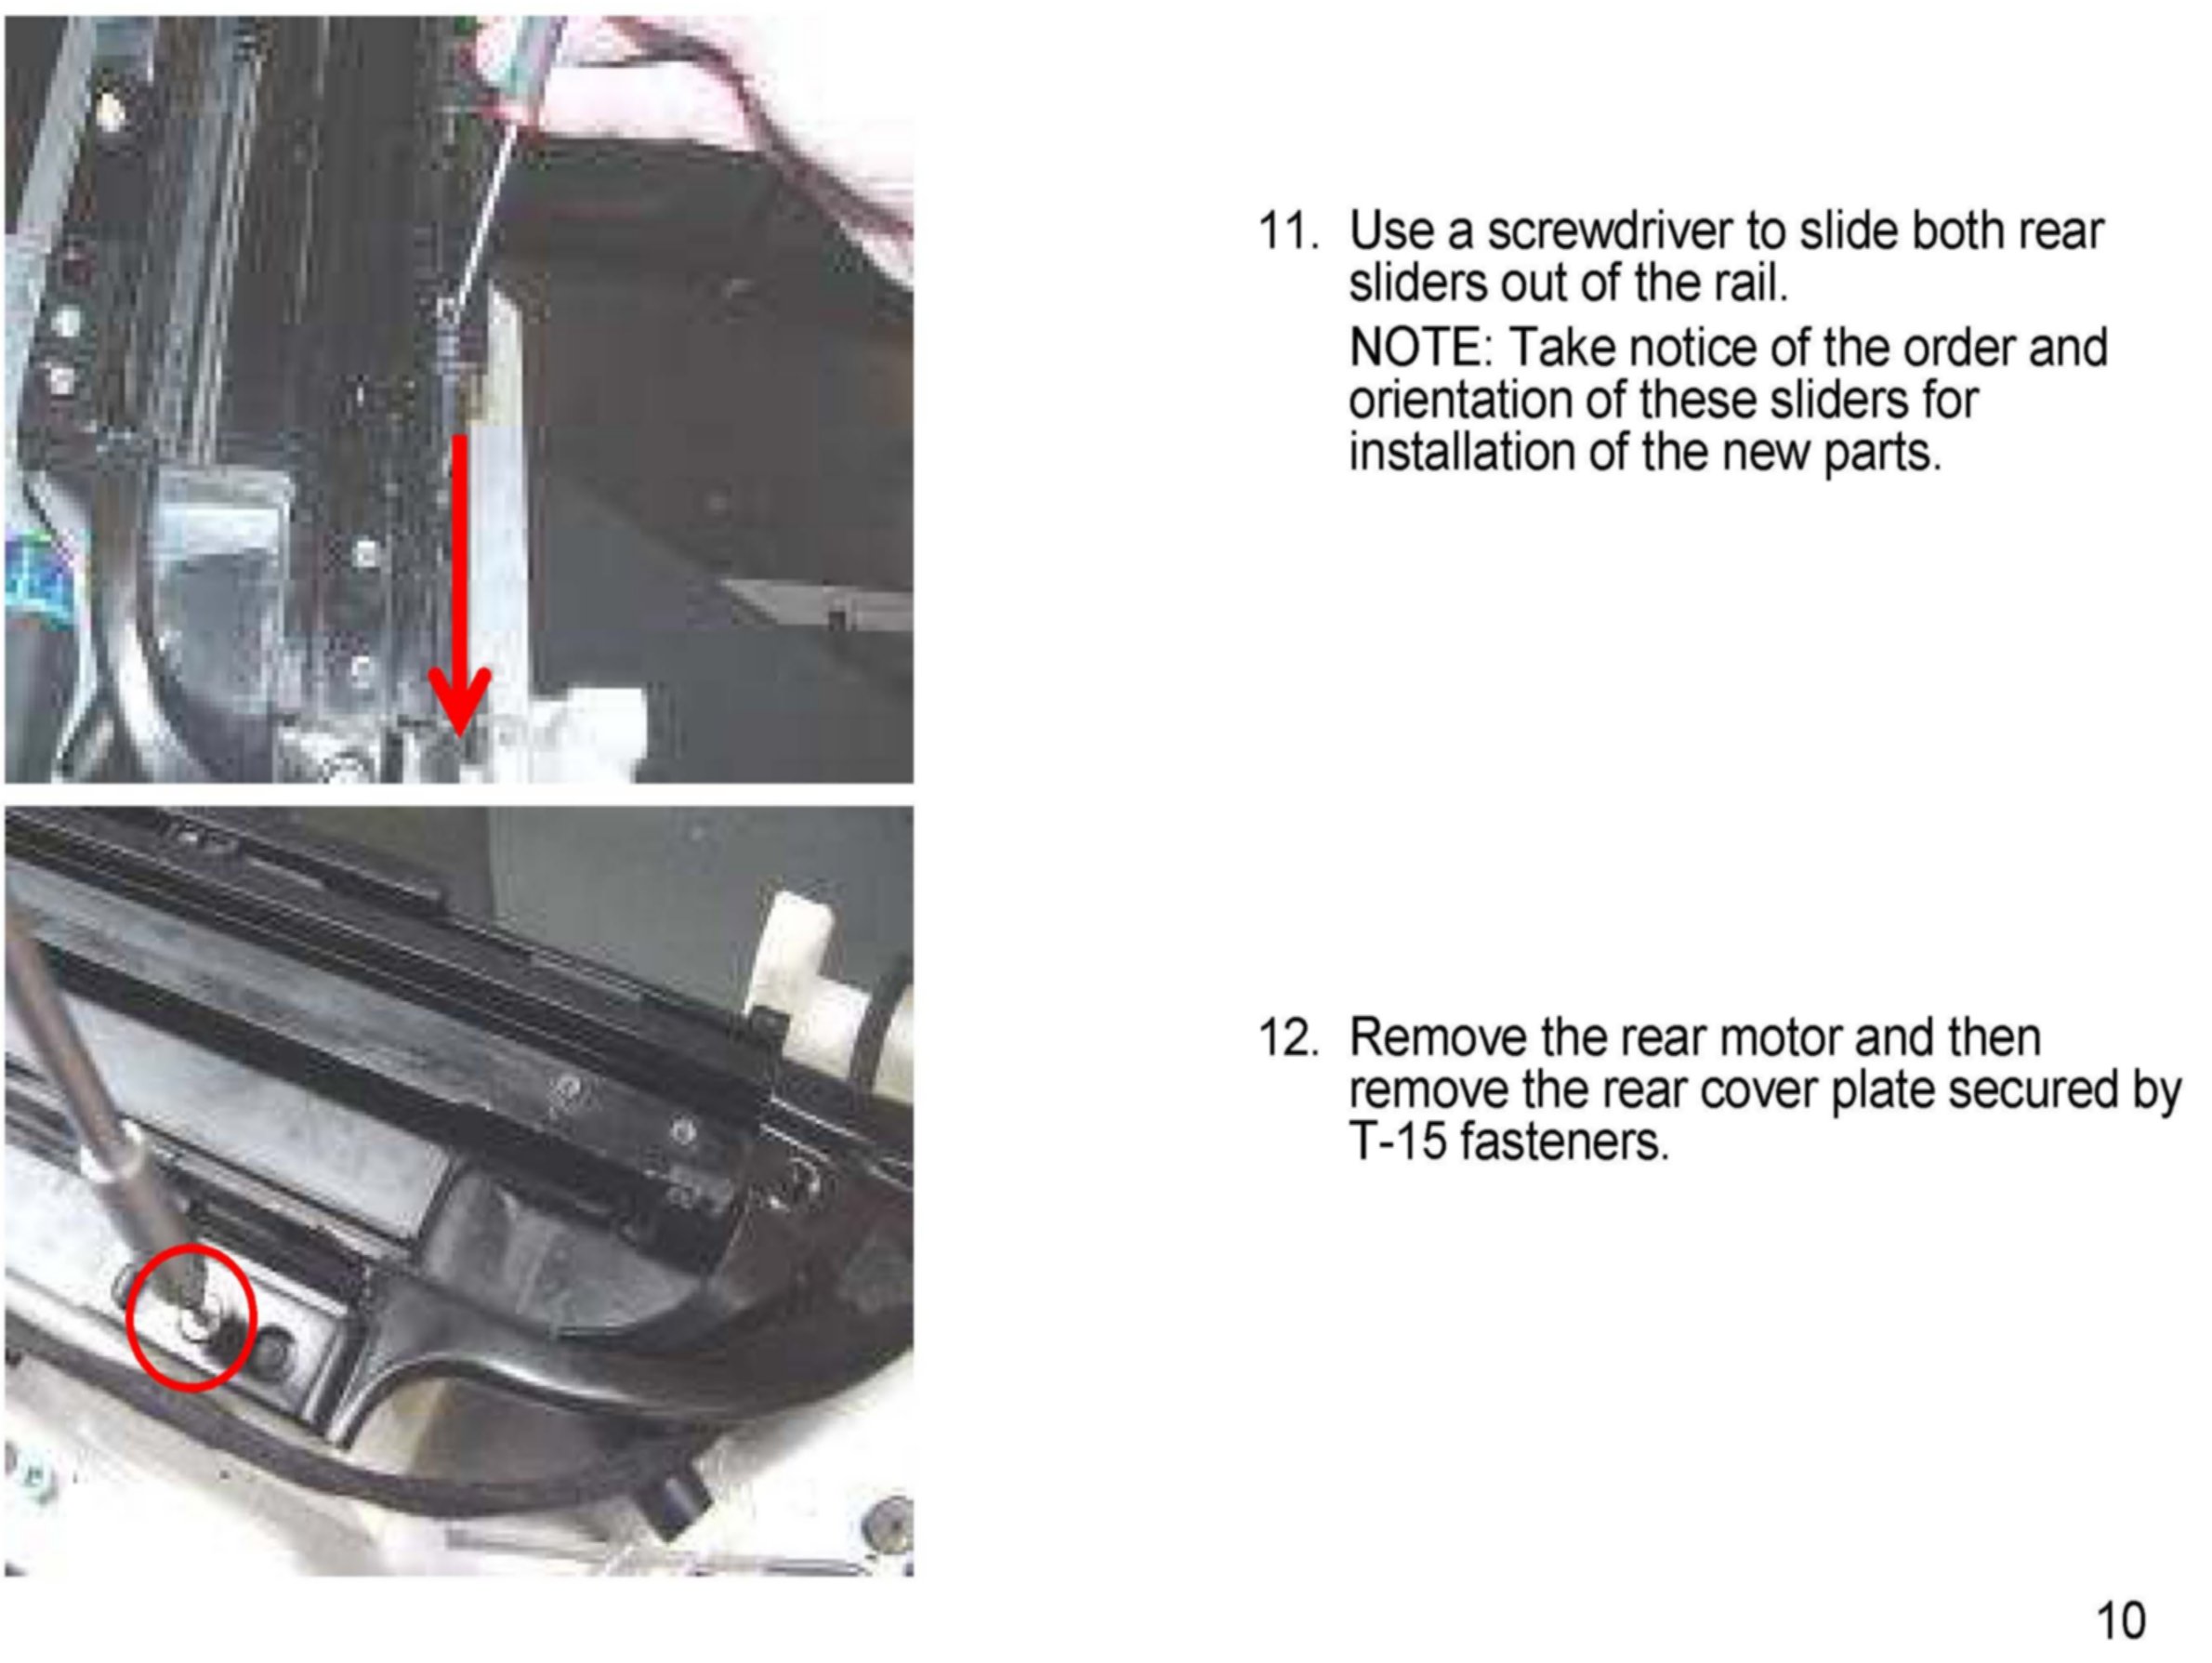 11. Use a screwdriver to slide both rear
sliders out of the rail.
NOTE: Take notice of the order and
orientation of these sliders for
installation of the new parts.
12. Remove the rear motor and then
remove the rear cover plate secured by
T-15 fasteners.
10